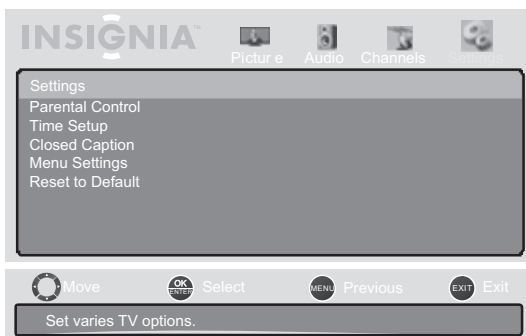 INSIGNIA™
Pictur e Audio Channels Settings
Settings
Parental Control
Time Setup
Closed Caption
Menu Settings
Reset to Default
Move OK ENTER Select MENU Previous EXIT Exit
Set varies TV options.